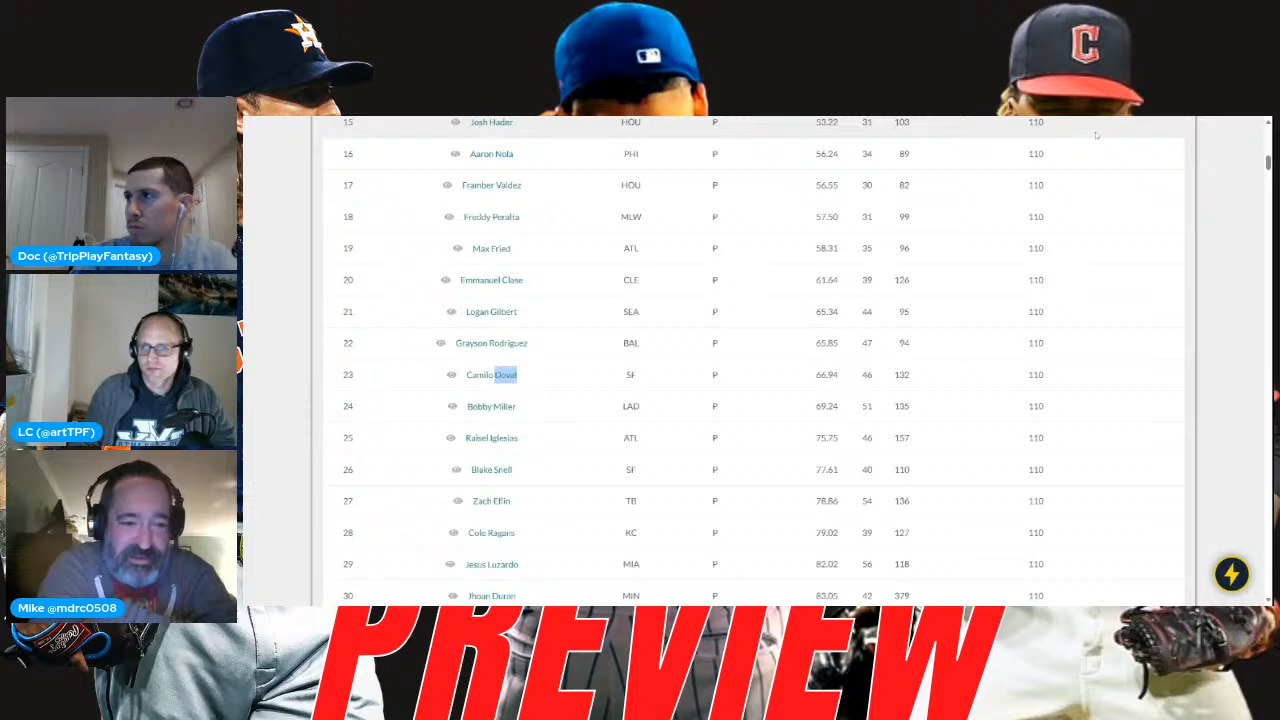 H
C
15 Josh Hader HOU P 53.22 31 103 110
16 Aaron Nola PHI P 56.24 34 89 110
17 Framber Valdez HOU P 56.55 30 82 110
18 Freddy Peralta MLW P 57.50 31 99 110
19 Max Fried ATL P 58.31 35 96 110
20 Emmanuel Clase CLE P 61.64 39 126 110
21 Logan Gilbert SEA P 65.34 44 95 110
22 Grayson Rodriguez BAL P 65.85 47 94 110
23 Camilo Doval SF P 66.94 46 132 110
24 Bobby Miller LAD P 69.24 51 135 110
25 Raisel Iglesias ATL P 75.75 46 157 110
26 Blake Snell SF P 77.61 40 110 110
27 Zach Eflin TB P 78.86 54 136 110
28 Cole Ragans KC P 79.02 39 127 110
29 Jesus Luzardo MIA P 82.02 56 118 110
30 Jhoan Duran MIN P 83.05 42 379 110
Doc (@TripPlayFantasy)
LC (@artTPF)
Mike @mdrc0508
PREVIEW